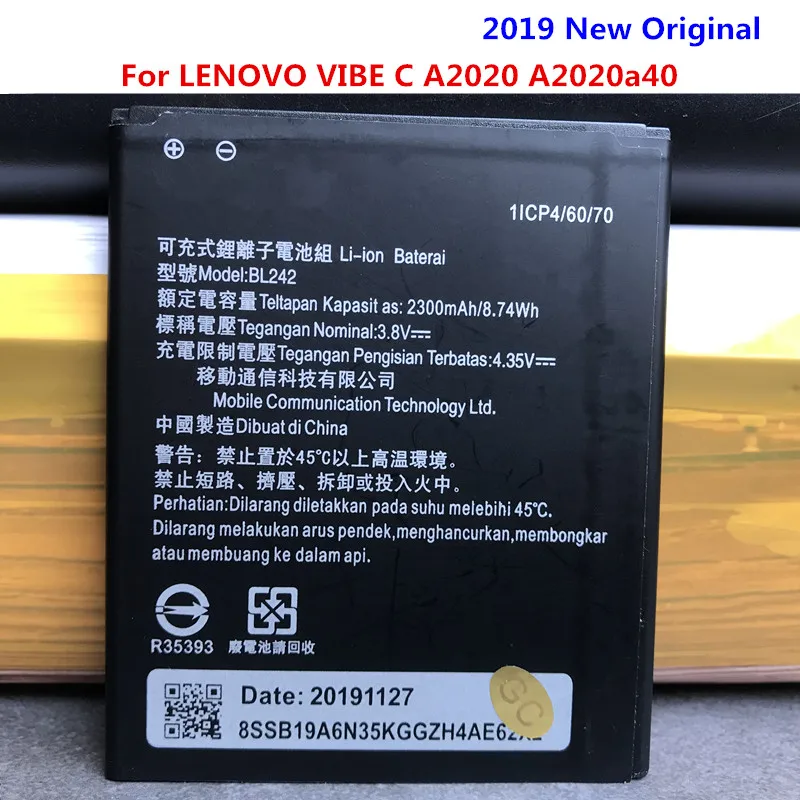 2019 New Original
For LENOVO VIBE C A2020 A2020a40
1ICP4/60/70
可充式鋰離子電池組 Li-ion Baterai
型號Model:BL242
額定電容量Teltapan Kapasit as: 2300mAh/8.74Wh
標稱電壓Tegangan Nominal:3.8V⎓
充電限制電壓Tegangan Pengisian Terbatas:4.35V⎓
移動通信科技有限公司
Mobile Communication Technology Ltd.
中國製造Dibuat di China
警告：禁止置於45℃以上高溫環境。
禁止短路、擠壓、拆卸或投入火中。
Perhatian:Dilarang diletakkan pada suhu melebihi 45℃.
Dilarang melakukan arus pendek,menghancurkan,membongkar
atau membuang ke dalam api.
R35393 廢電池請回收
Date: 20191127
GC